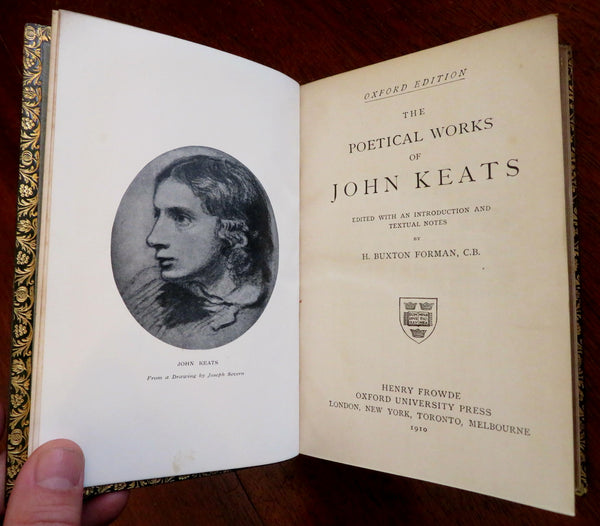 JOHN KEATS
From a Drawing by Joseph Severn
OXFORD EDITION
THE
POETICAL WORKS
OF
JOHN KEATS
EDITED WITH AN INTRODUCTION AND
TEXTUAL NOTES
BY
H. BUXTON FORMAN, C.B.
HENRY FROWDE
OXFORD UNIVERSITY PRESS
LONDON, NEW YORK, TORONTO, MELBOURNE
1910